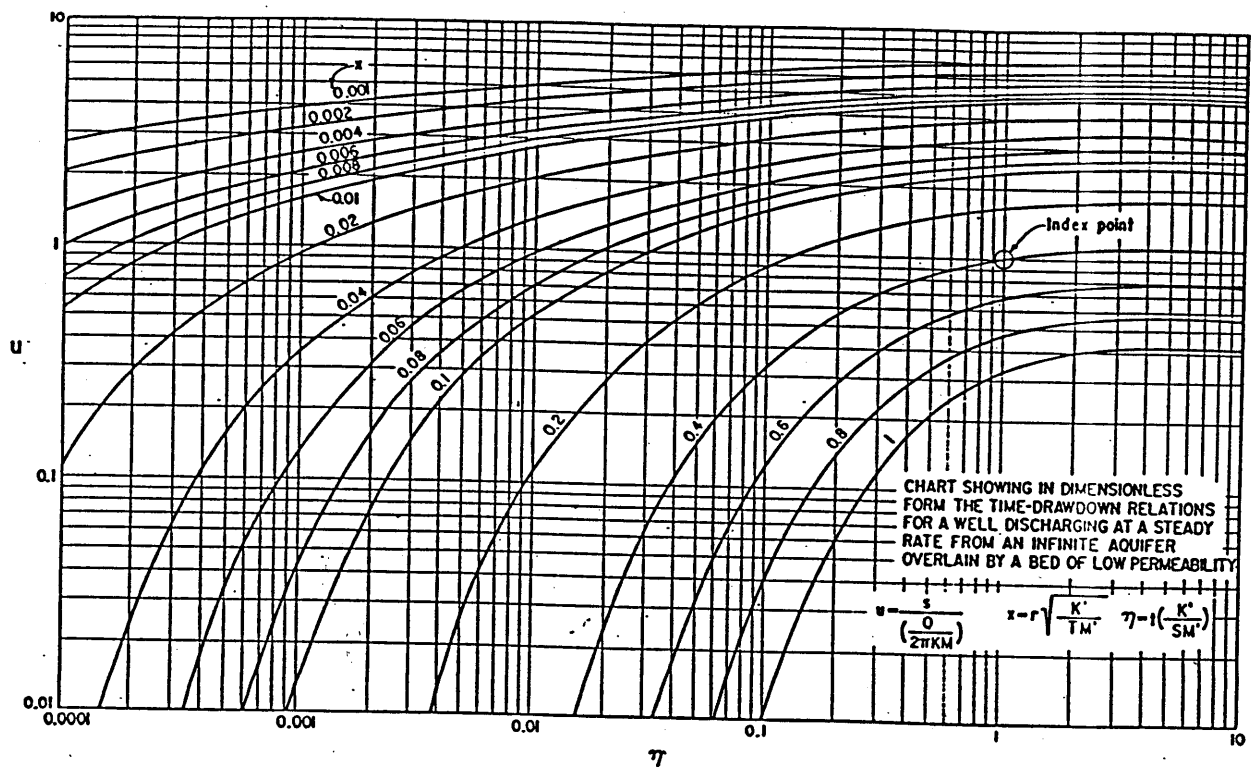 10
x
0.001
0.002
0.004
0.006
0.008
0.01
0.02
1
Index point
0.04
0.06
0.08
0.1
0.2
0.4
0.6
0.8
1
u
0.1
CHART SHOWING IN DIMENSIONLESS
FORM THE TIME-DRAWDOWN RELATIONS
FOR A WELL DISCHARGING AT A STEADY
RATE FROM AN INFINITE AQUIFER
OVERLAIN BY A BED OF LOW PERMEABILITY
u=s/(Q/2πKM) x=r√K'/TM' η=t(K'/SM')
0.01
0.0001 0.001 0.01 0.1 1 10
η